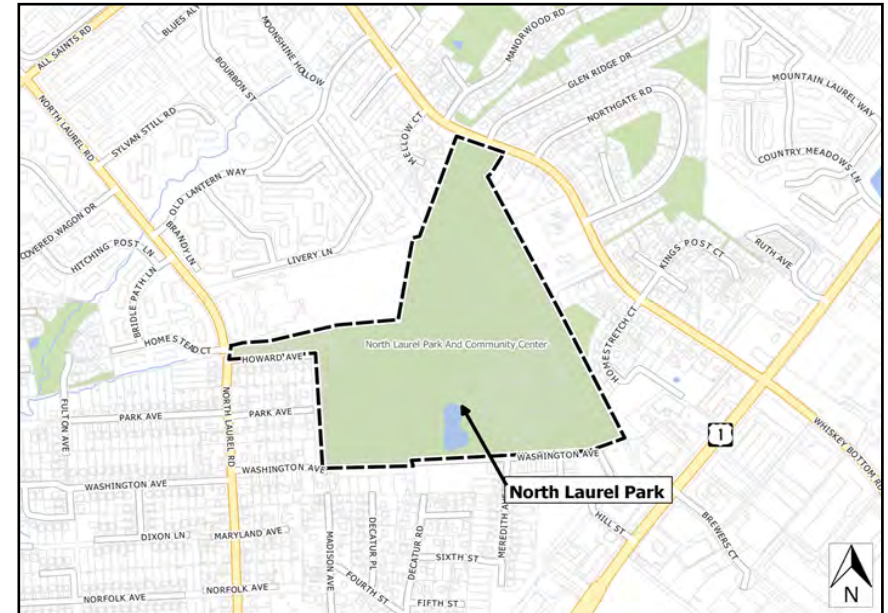 ALL SAINTS RD
BLUES AL
MOONSHINE HOLLOW
BOURBON ST
MANORWOOD RD
GLEN RIDGE DR
NORTHGATE RD
MOUNTAIN LAUREL WAY
NORTH LAUREL RD
SYLVAN STILL RD
MELLOW CT
COUNTRY MEADOWS LN
OLD LANTERN WAY
OVERED WAGON DR
BRANDY LN
HITCHING POST LN
LIVERY LN
KINGS POST CT
RUTH AVE
BRIDLE PATH LN
HOMESTEAD CT
HOWARD AVE
North Laurel Park And Community Center
HOMESTRETCH CT
FULTON AVE
PARK AVE
PARK AVE
NORTH LAUREL RD
WHISKEY BOTTOM RD
1
WASHINGTON AVE
WASHINGTON AVE
WASHINGTON AVE
North Laurel Park
MEREDITH AVE
HILL ST
BREWERS CT
DIXON LN
MARYLAND AVE
MADISON AVE
DECATUR PL
DECATUR RD
SIXTH ST
FOURTH ST
FIFTH ST
NORFOLK AVE
NORFOLK AVE
N